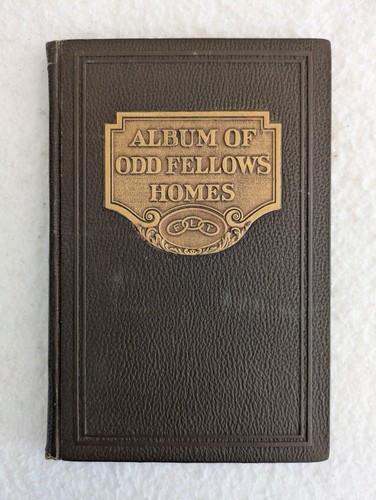 ALBUM OF
ODD FELLOWS
HOMES
F L T